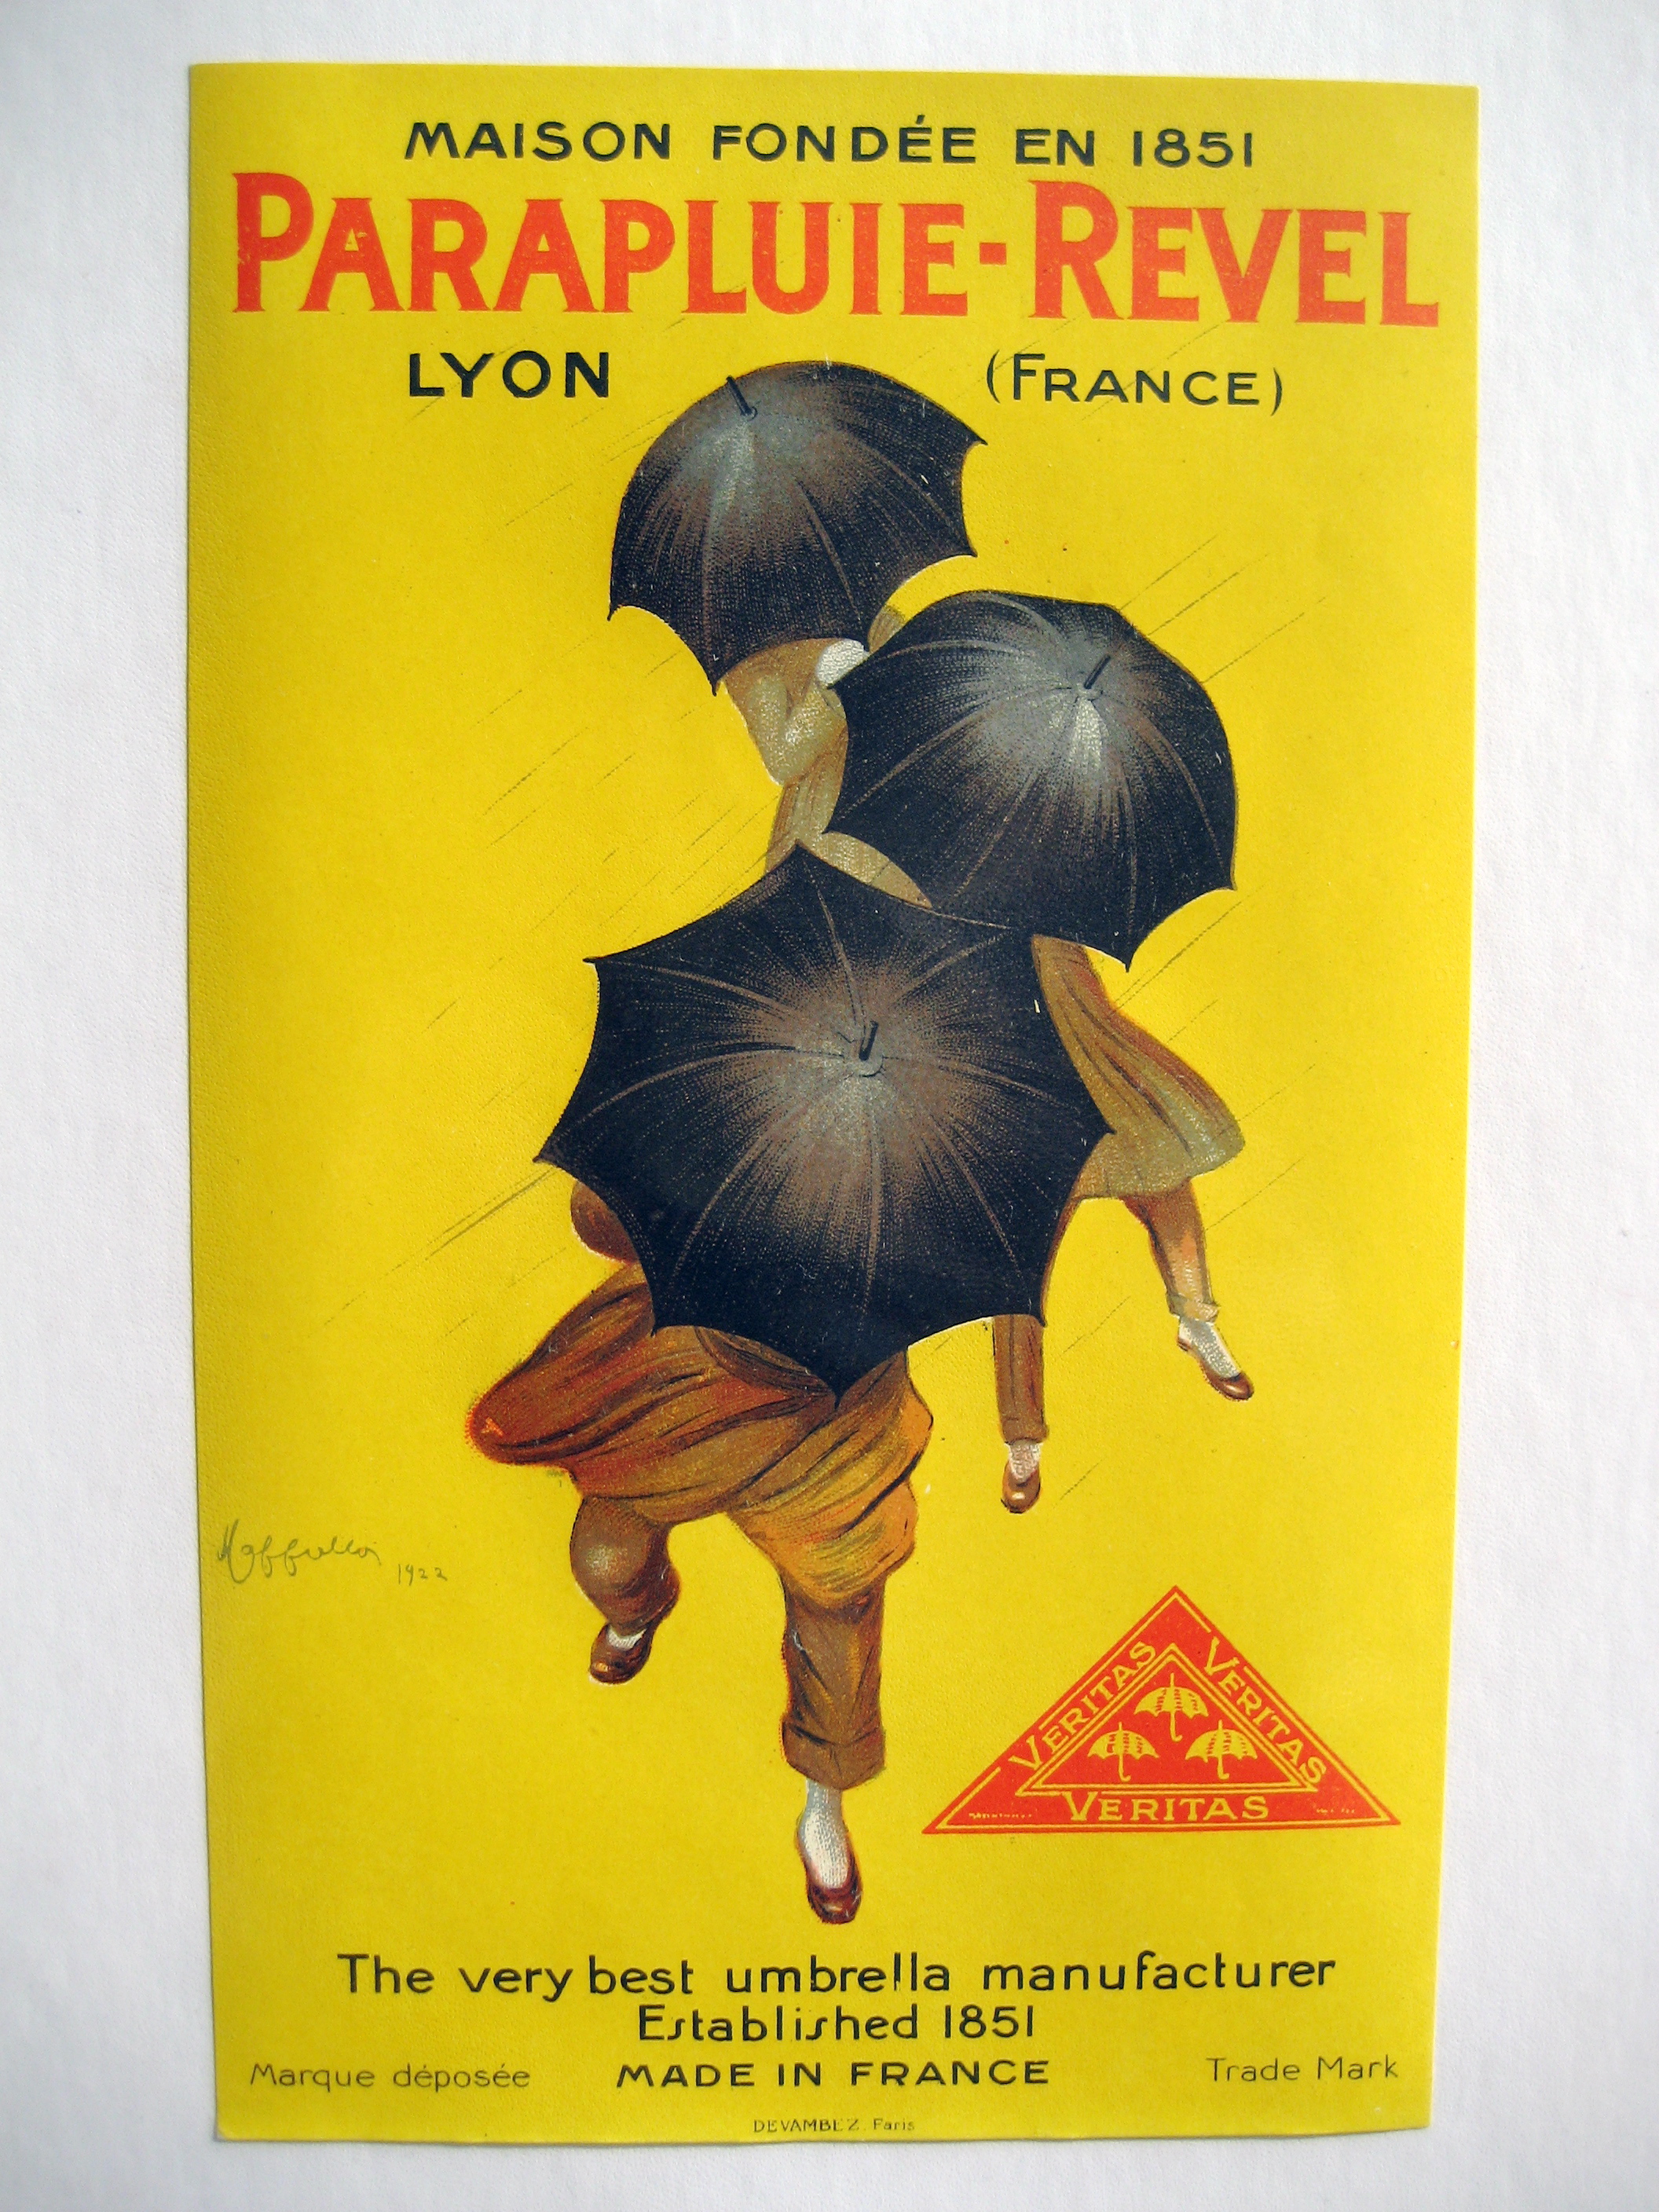 MAISON FONDÉE EN 1851
PARAPLUIE-REVEL
LYON (FRANCE)
1922
VERITAS VERITAS
VERITAS
The very best umbrella manufacturer
Established 1851
Marque déposée MADE IN FRANCE Trade Mark
DEVAMBEZ. Paris